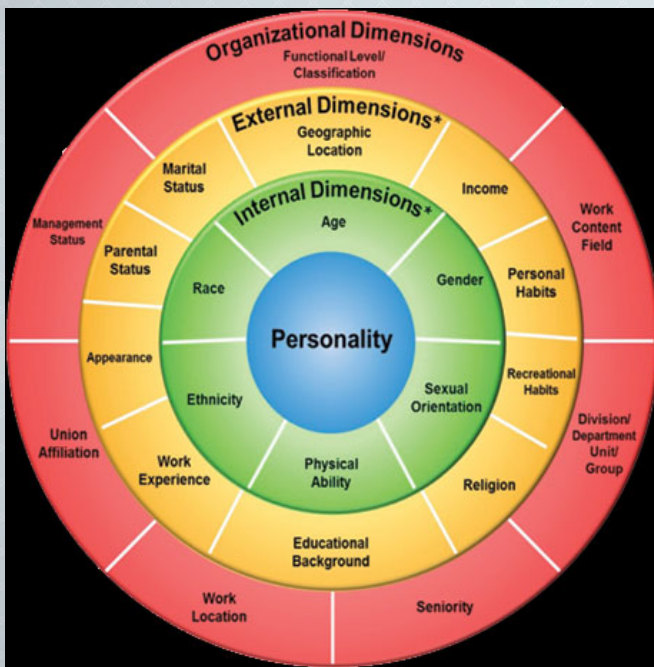 Organizational Dimensions
Functional Level/
Classification
External Dimensions*
Geographic
Location
Marital
Status
Income
Internal Dimensions*
Age
Management
Status
Work
Content
Field
Parental
Status
Personal
Habits
Race
Gender
Personality
Appearance
Recreational
Habits
Ethnicity
Sexual
Orientation
Union
Affiliation
Division/
Department
Unit/
Group
Work
Experience
Physical
Ability
Religion
Educational
Background
Work
Location
Seniority